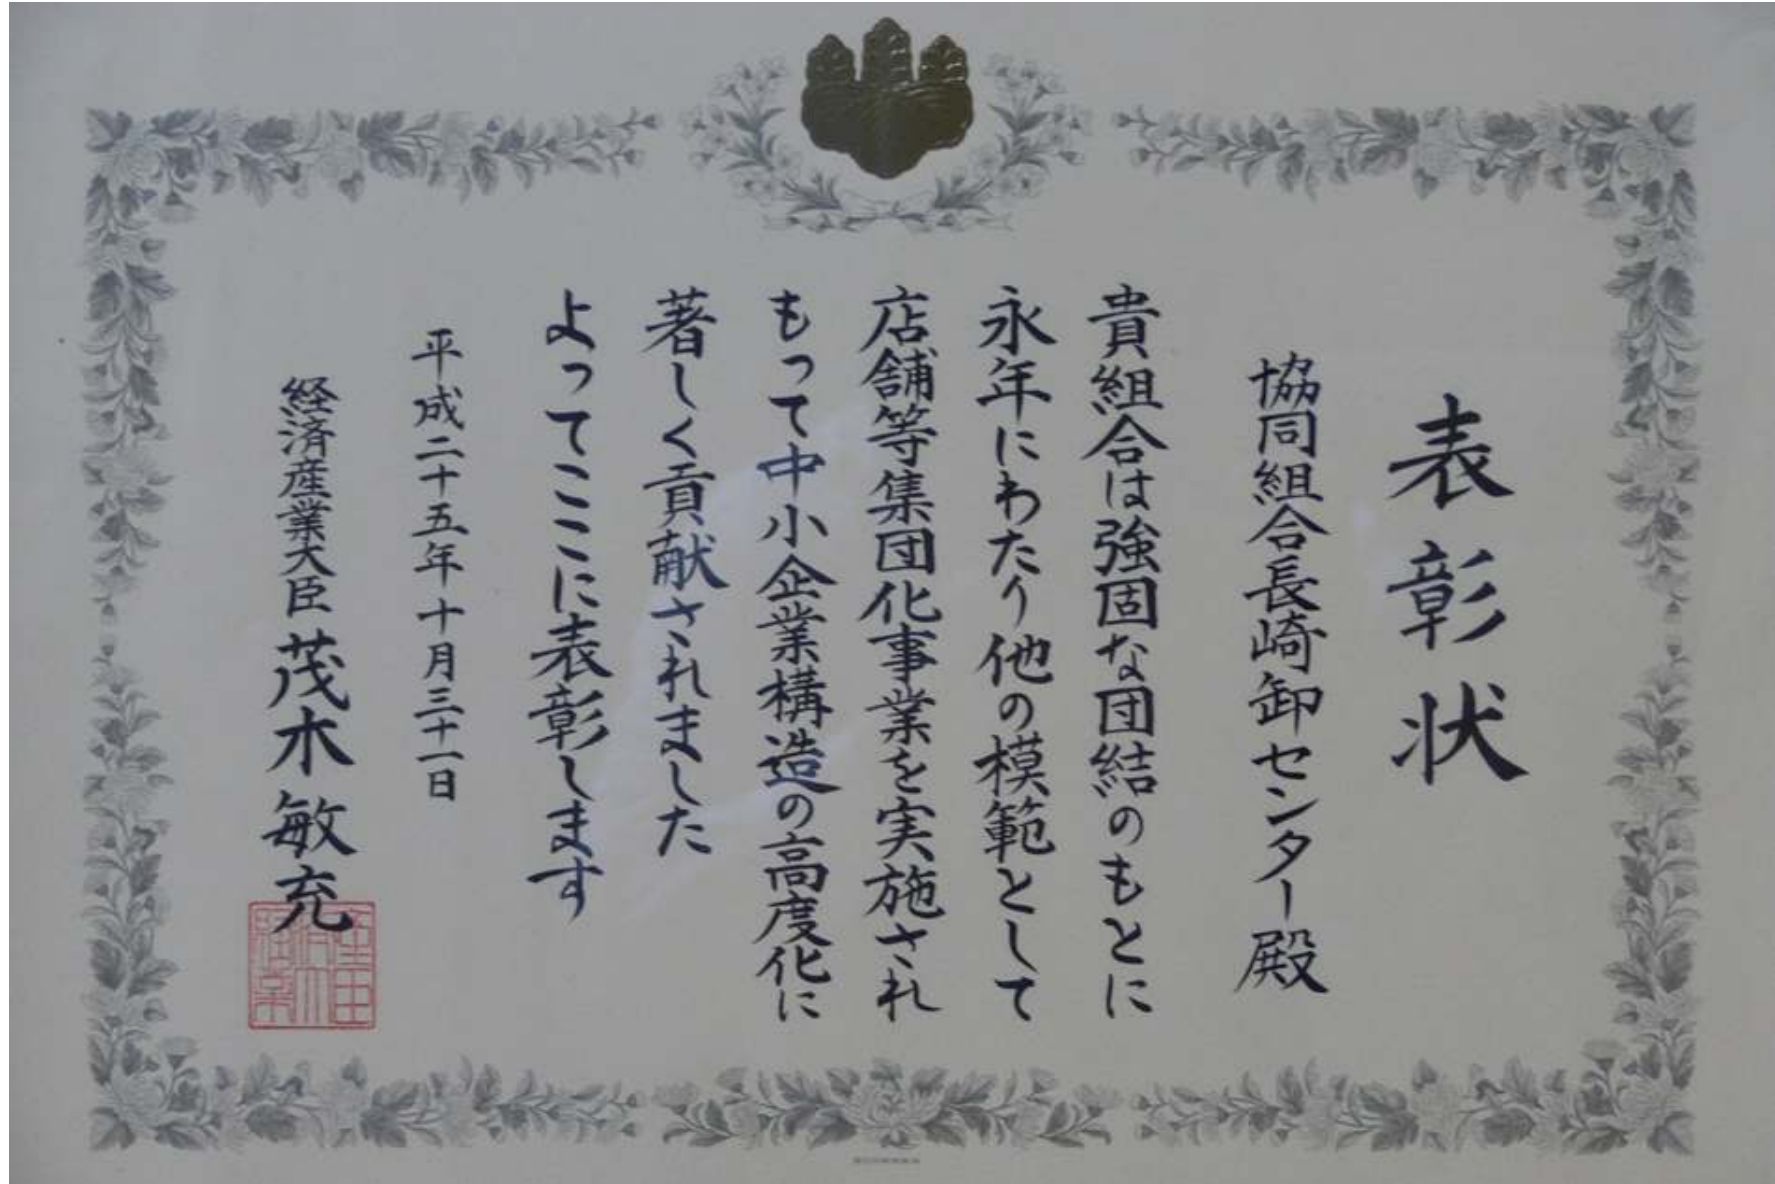 表彰状
協同組合長崎卸センター殿
貴組合は強固な団結のもとに
永年にわたり他の模範として
店舗等集団化事業を実施され
もって中小企業構造の高度化に
著しく貢献されました
よってここに表彰します
平成二十五年十月三十一日
経済産業大臣 茂木敏充